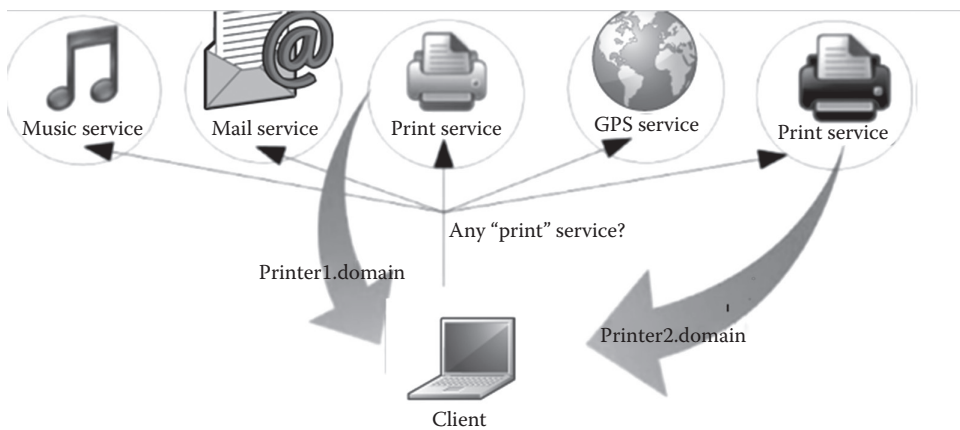 Music service
Mail service
Print service
GPS service
Print service
Any “print” service?
Printer1.domain
Printer2.domain
Client